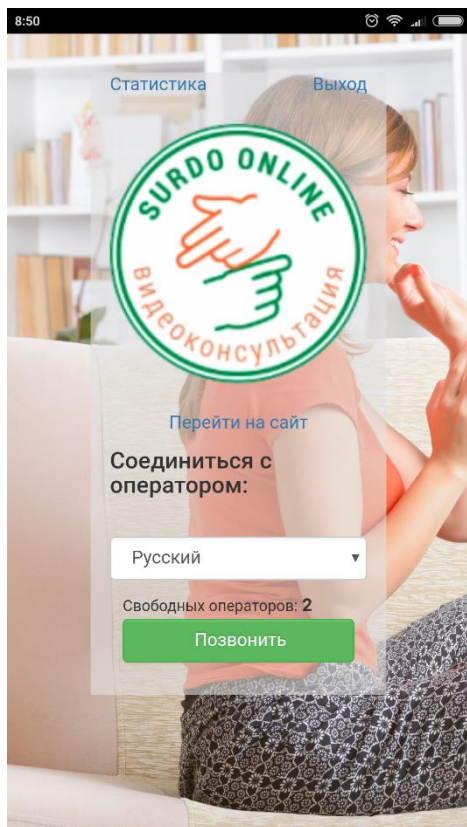 8:50
Статистика
Выход
SURDO ONLINE
ВИДЕОКОНСУЛЬТАЦИЯ
Перейти на сайт
Соединиться с
оператором:
Русский
Свободных операторов: 2
Позвонить